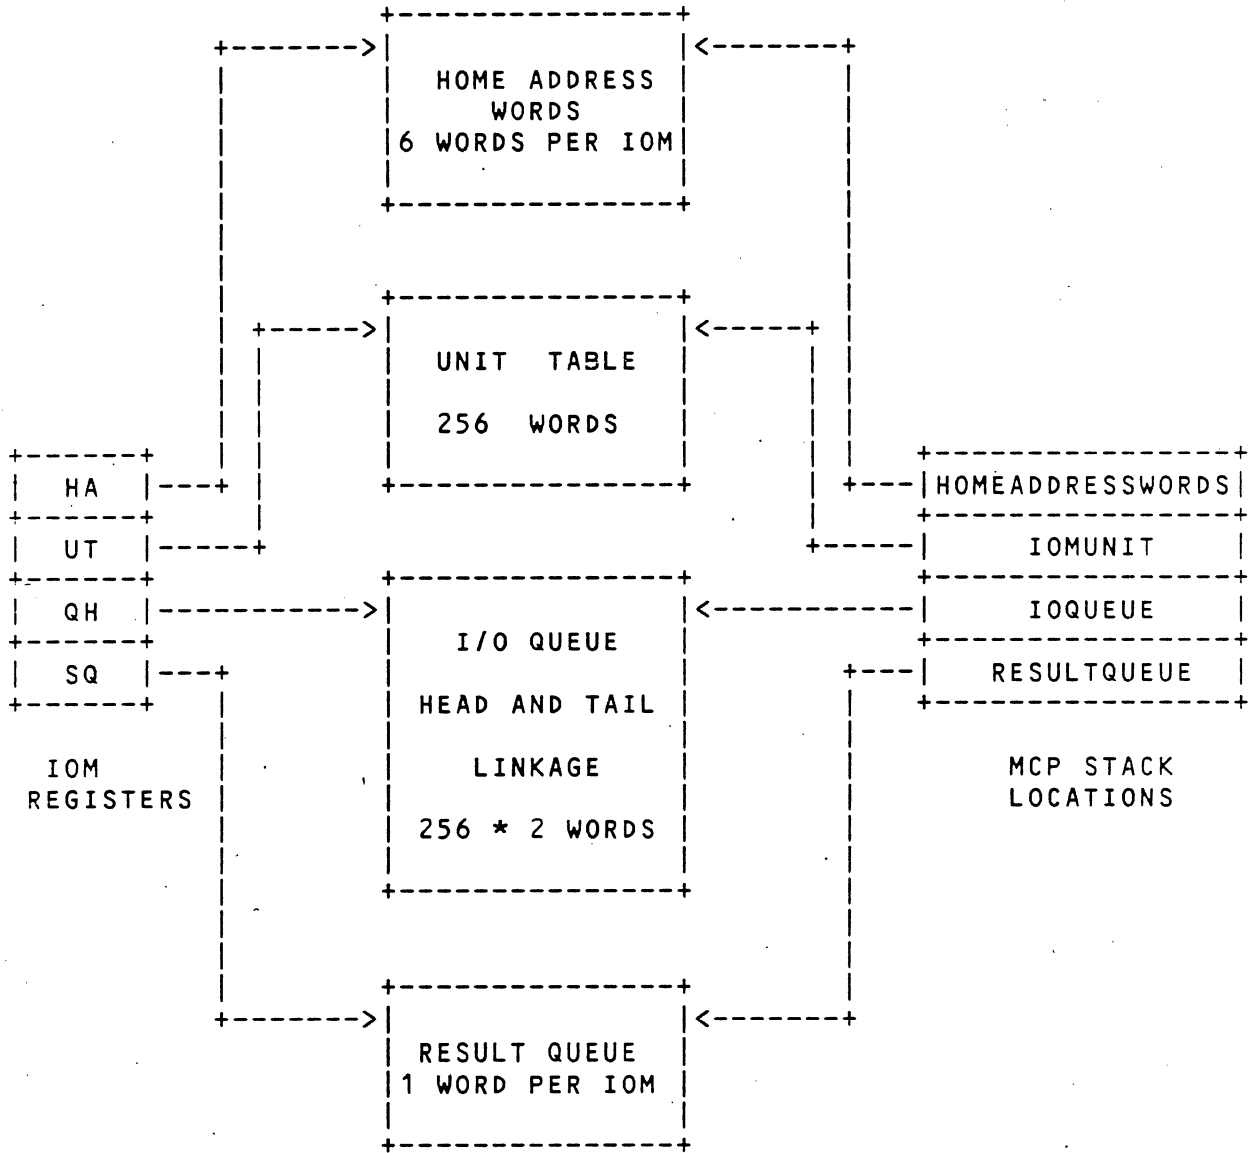 HOME ADDRESS
WORDS
6 WORDS PER IOM
UNIT TABLE
256 WORDS
HA
UT
QH
SQ
IOM
REGISTERS
I/O QUEUE
HEAD AND TAIL
LINKAGE
256 * 2 WORDS
HOMEADDRESSWORDS
IOMUNIT
IOQUEUE
RESULTQUEUE
MCP STACK
LOCATIONS
RESULT QUEUE
1 WORD PER IOM